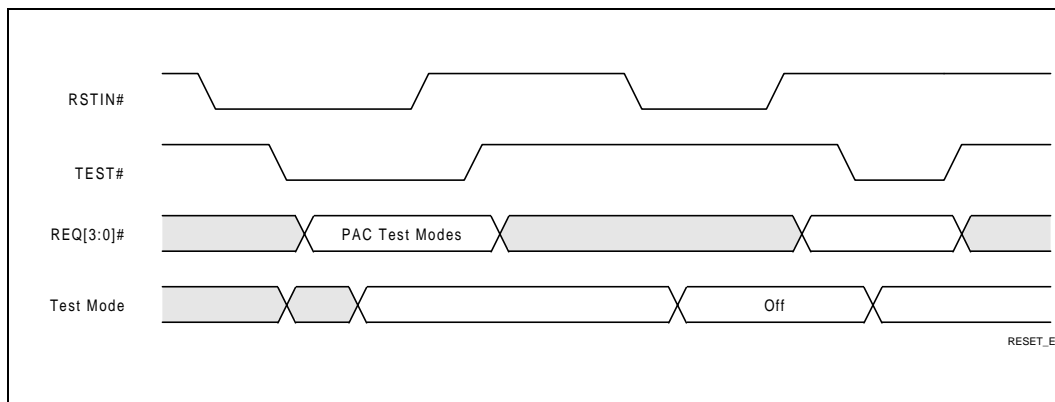 RSTIN#
TEST#
REQ[3:0]# PAC Test Modes
Test Mode Off
RESET_E